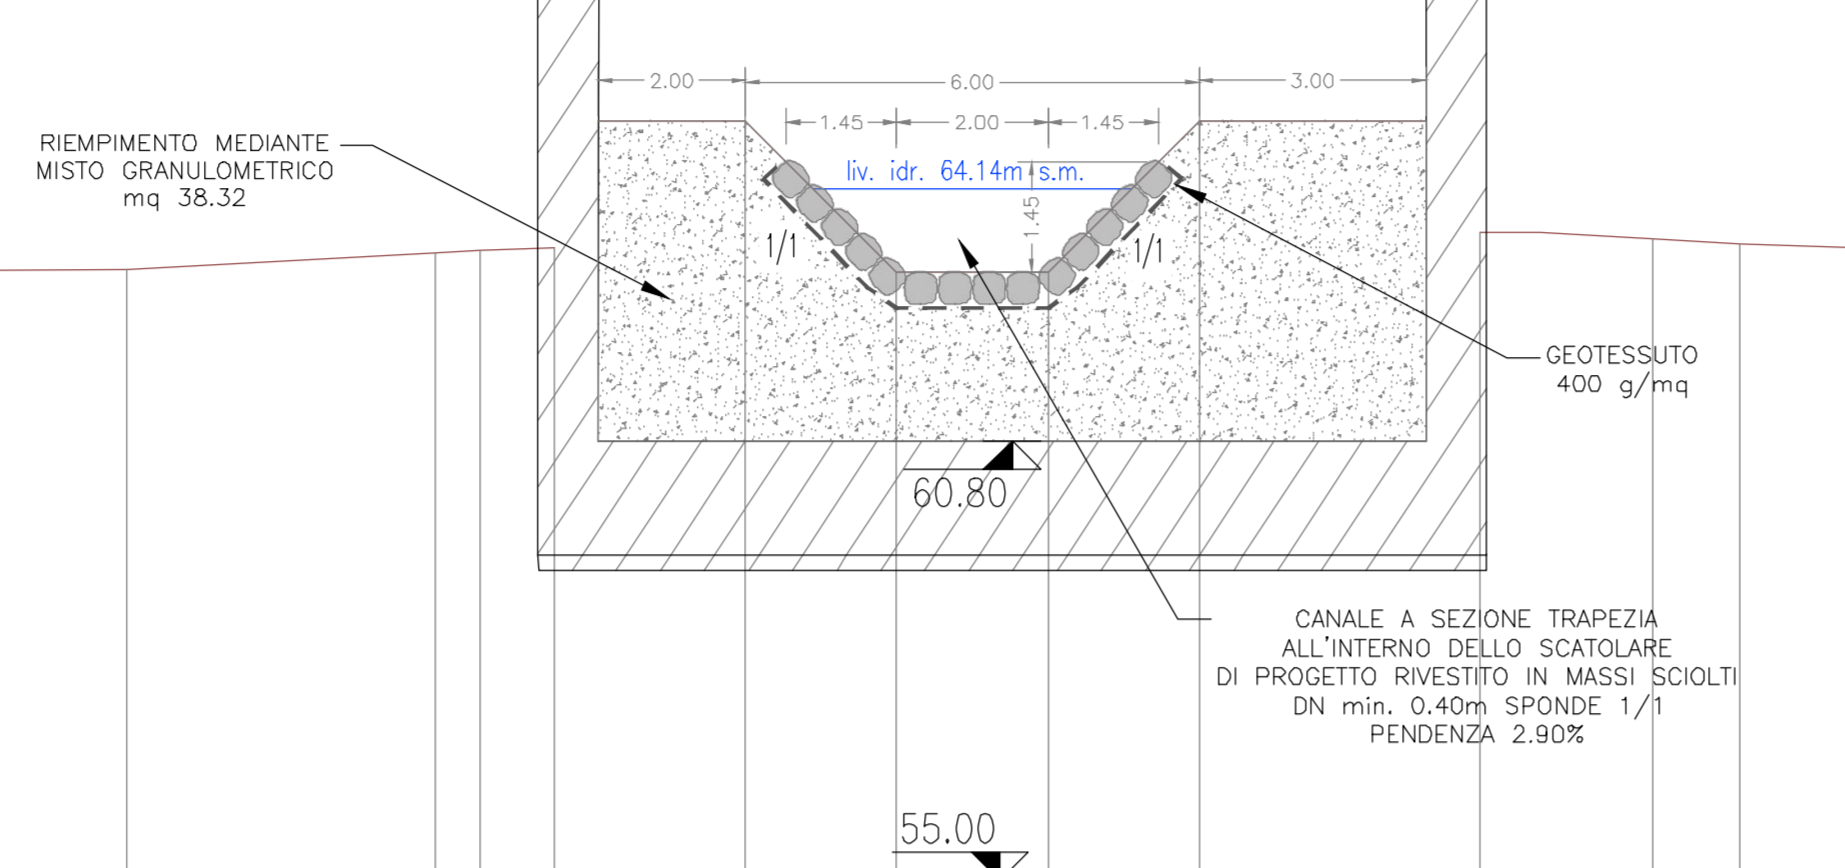 2.00
6.00
3.00
1.45
2.00
1.45
RIEMPIMENTO MEDIANTE
MISTO GRANULOMETRICO
mq 38.32
liv. idr. 64.14m s.m.
1.45
1/1
1/1
GEOTESSUTO
400 g/mq
60.80
CANALE A SEZIONE TRAPEZIA
ALL'INTERNO DELLO SCATOLARE
DI PROGETTO RIVESTITO IN MASSI SCIOLTI
DN min. 0.40m SPONDE 1/1
PENDENZA 2.90%
55.00